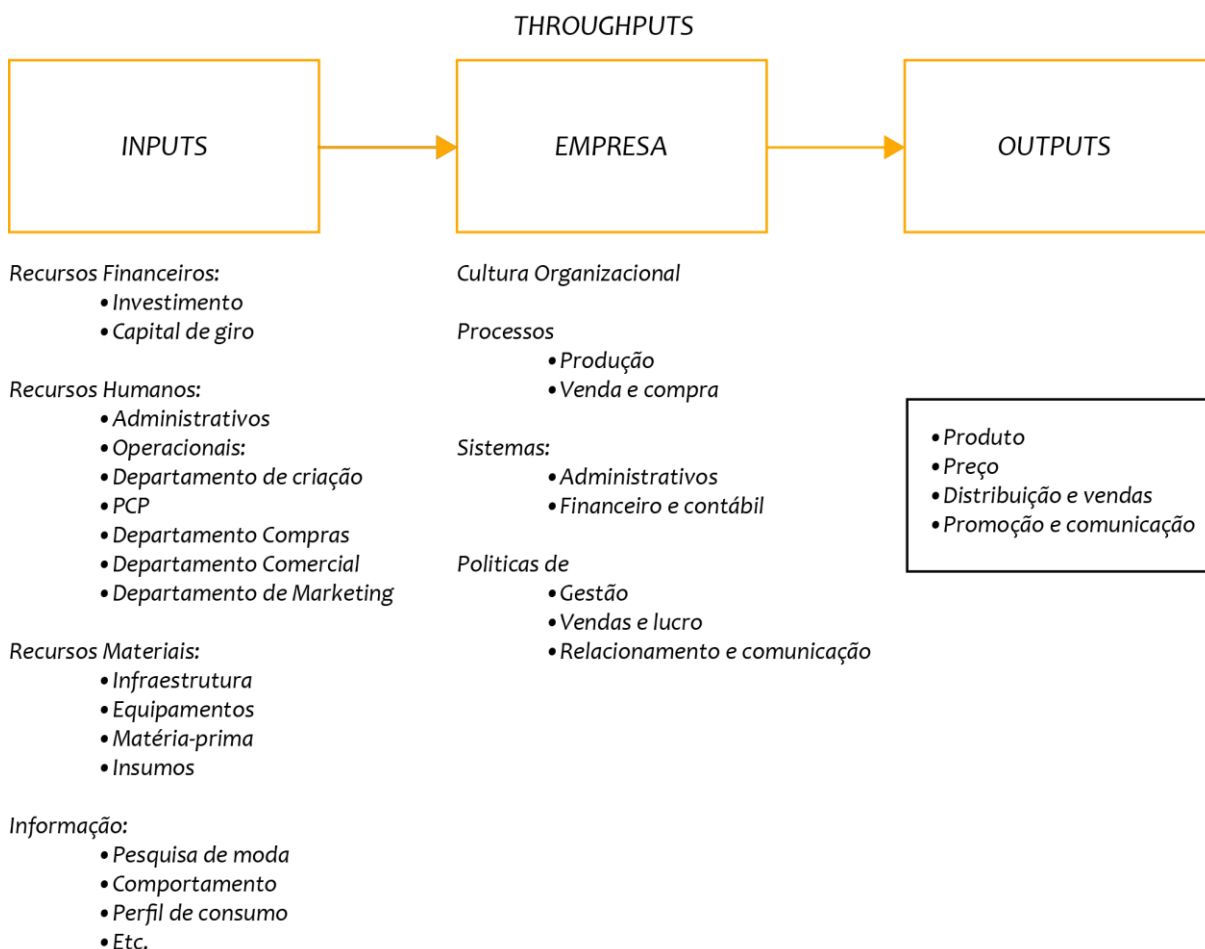 THROUGHPUTS
INPUTS
EMPRESA
OUTPUTS
Recursos Financeiros:
• Investimento
• Capital de giro
Recursos Humanos:
• Administrativos
• Operacionais:
• Departamento de criação
• PCP
• Departamento Compras
• Departamento Comercial
• Departamento de Marketing
Recursos Materiais:
• Infraestrutura
• Equipamentos
• Matéria-prima
• Insumos
Informação:
• Pesquisa de moda
• Comportamento
• Perfil de consumo
• Etc.
Cultura Organizacional
Processos
• Produção
• Venda e compra
Sistemas:
• Administrativos
• Financeiro e contábil
Politicas de
• Gestão
• Vendas e lucro
• Relacionamento e comunicação
• Produto
• Preço
• Distribuição e vendas
• Promoção e comunicação